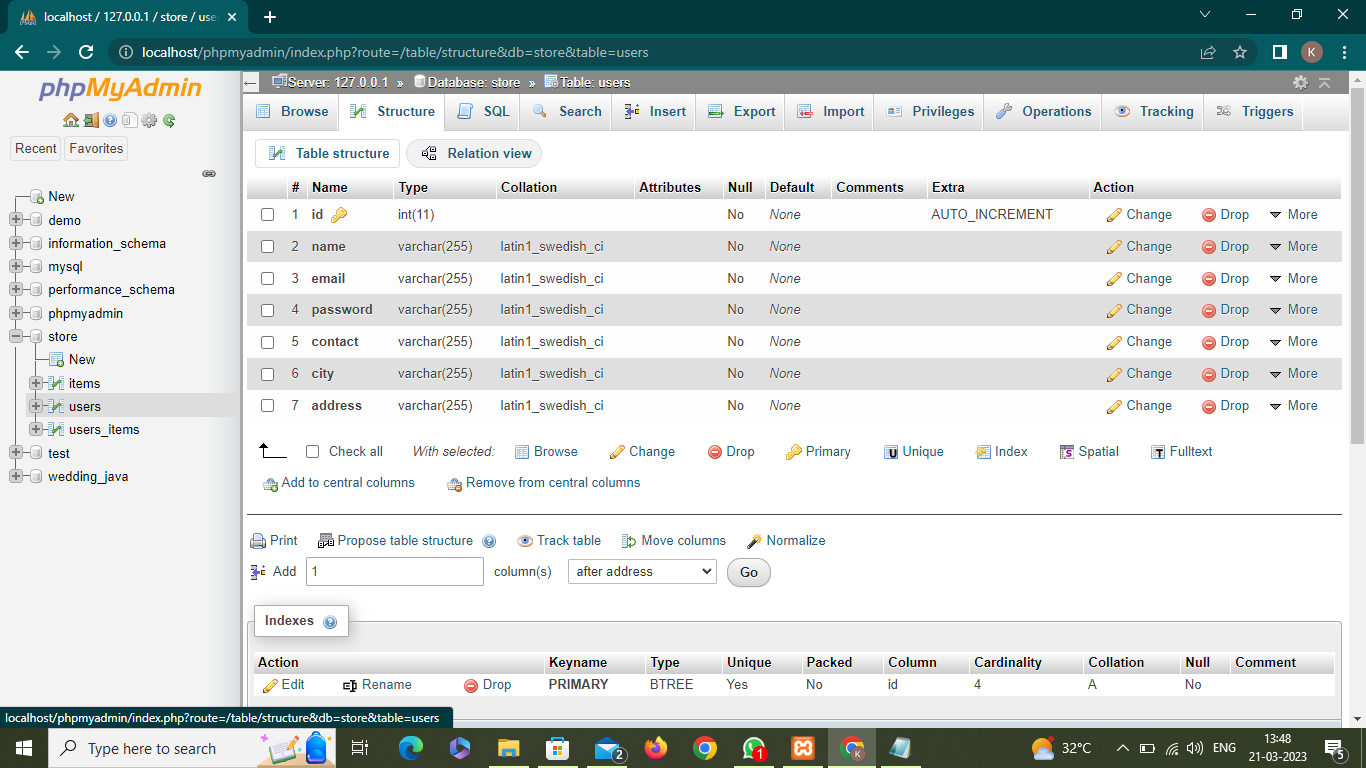 localhost / 127.0.0.1 / store / use
localhost/phpmyadmin/index.php?route=/table/structure&db=store&table=users
K
phpMyAdmin
Recent Favorites
New
demo
information_schema
mysql
performance_schema
phpmyadmin
store
New
items
users
users_items
test
wedding_java
Server: 127.0.0.1 » Database: store » Table: users
Browse Structure SQL Search Insert Export Import Privileges Operations Tracking Triggers
Table structure Relation view
# Name Type Collation Attributes Null Default Comments Extra Action
1 id int(11) No None AUTO_INCREMENT Change Drop More
2 name varchar(255) latin1_swedish_ci No None Change Drop More
3 email varchar(255) latin1_swedish_ci No None Change Drop More
4 password varchar(255) latin1_swedish_ci No None Change Drop More
5 contact varchar(255) latin1_swedish_ci No None Change Drop More
6 city varchar(255) latin1_swedish_ci No None Change Drop More
7 address varchar(255) latin1_swedish_ci No None Change Drop More
Check all With selected: Browse Change Drop Primary Unique Index Spatial Fulltext
Add to central columns Remove from central columns
Print Propose table structure Track table Move columns Normalize
Add 1 column(s) after address Go
Indexes
Action Keyname Type Unique Packed Column Cardinality Collation Null Comment
Edit Rename Drop PRIMARY BTREE Yes No id 4 A No
localhost/phpmyadmin/index.php?route=/table/structure&db=store&table=users
Type here to search 2 1 K 32°C ENG 13:48
21-03-2023 5